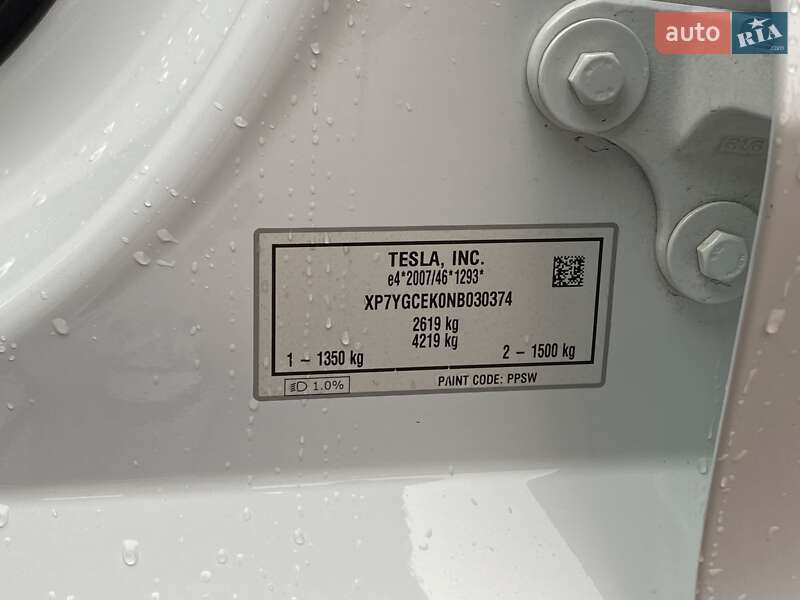 auto RIA.com
TESLA, INC.
e4*2007/46*1293*
XP7YGCEK0NB030374
2619 kg
4219 kg
1 – 1350 kg 2 – 1500 kg
1.0% PAINT CODE: PPSW